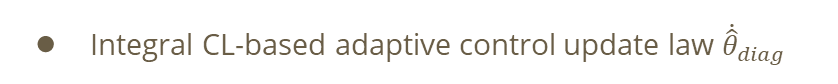 ● Integral CL-based adaptive control update law $\dot{\hat{\theta}}_{diag}$